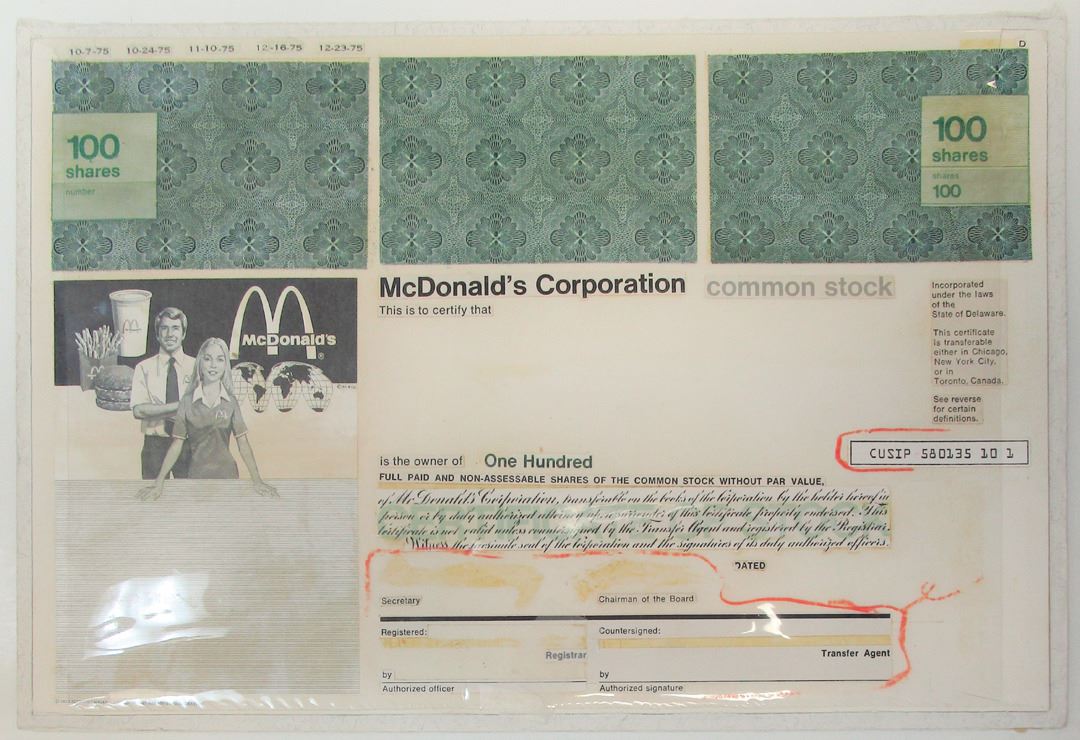 10-7-75 10-24-75 11-10-75 12-16-75 12-23-75
D
A
100
shares
number
100
shares
shares
100
McDonald's
®
McDonald's Corporation common stock
This is to certify that
Incorporated
under the laws
of the
State of Delaware.
This certificate
is transferable
either in Chicago,
New York City,
or in
Toronto, Canada.
See reverse
for certain
definitions.
CUSIP 580135 10 1
is the owner of One Hundred
FULL PAID AND NON-ASSESSABLE SHARES OF THE COMMON STOCK WITHOUT PAR VALUE,
of McDonald's Corporation, transferable on the books of the Corporation by the holder hereof in
person or by duly authorized attorney upon surrender of this Certificate properly endorsed. This
Certificate is not valid unless countersigned by the Transfer Agent and registered by the Registrar.
Witness the facsimile seal of the Corporation and the signatures of its duly authorized officers.
DATED
Secretary
Chairman of the Board
Registered:
Registrar
by
Authorized officer
Countersigned:
Transfer Agent
by
Authorized signature